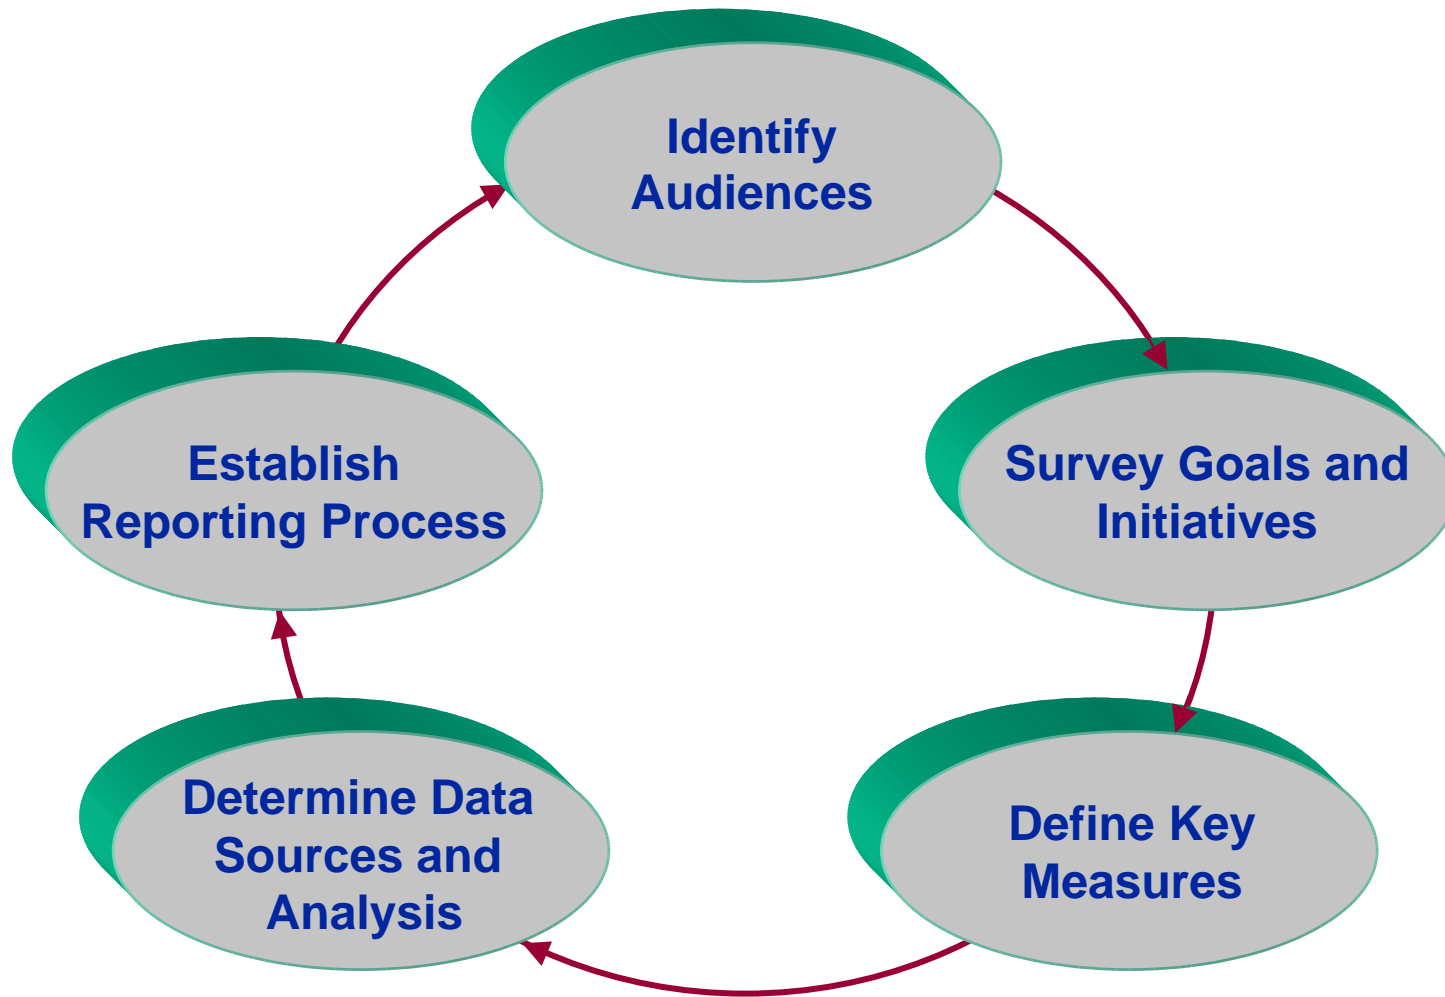 Identify
Audiences
Survey Goals and
Initiatives
Define Key
Measures
Determine Data
Sources and
Analysis
Establish
Reporting Process